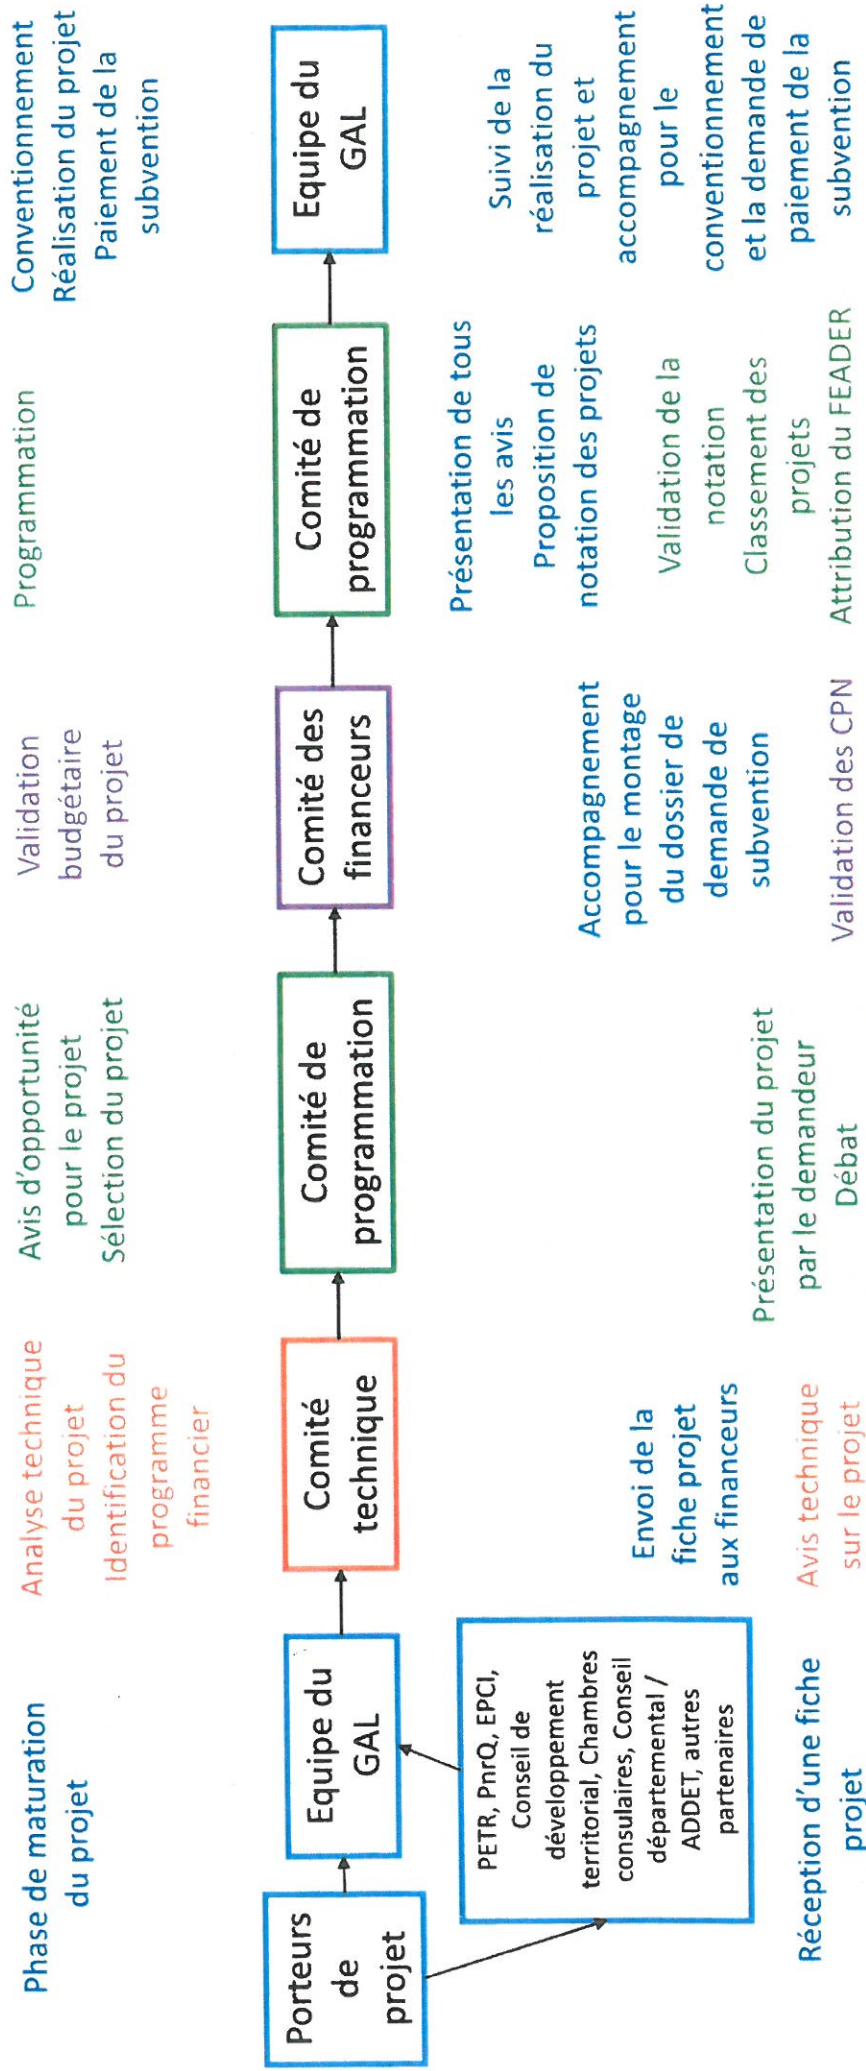 Phase de maturation
du projet
Analyse technique
du projet
Identification du
programme
financier
Avis d'opportunité
pour le projet
Sélection du projet
Validation
budgétaire
du projet
Programmation
Conventionnement
Réalisation du projet
Paiement de la
subvention
Porteurs
de
projet
Equipe du
GAL
Comité
technique
Comité de
programmation
Comité des
financeurs
Comité de
programmation
Equipe du
GAL
PETR, PnrQ, EPCI,
Conseil de
développement
territorial, Chambres
consulaires, Conseil
départemental /
ADDET, autres
partenaires
Réception d'une fiche
projet
Envoi de la
fiche projet
aux financeurs
Avis technique
sur le projet
Présentation du projet
par le demandeur
Débat
Accompagnement
pour le montage
du dossier de
demande de
subvention
Validation des CPN
Présentation de tous
les avis
Proposition de
notation des projets
Validation de la
notation
Classement des
projets
Attribution du FEADER
Suivi de la
réalisation du
projet et
accompagnement
pour le
conventionnement
et la demande de
paiement de la
subvention